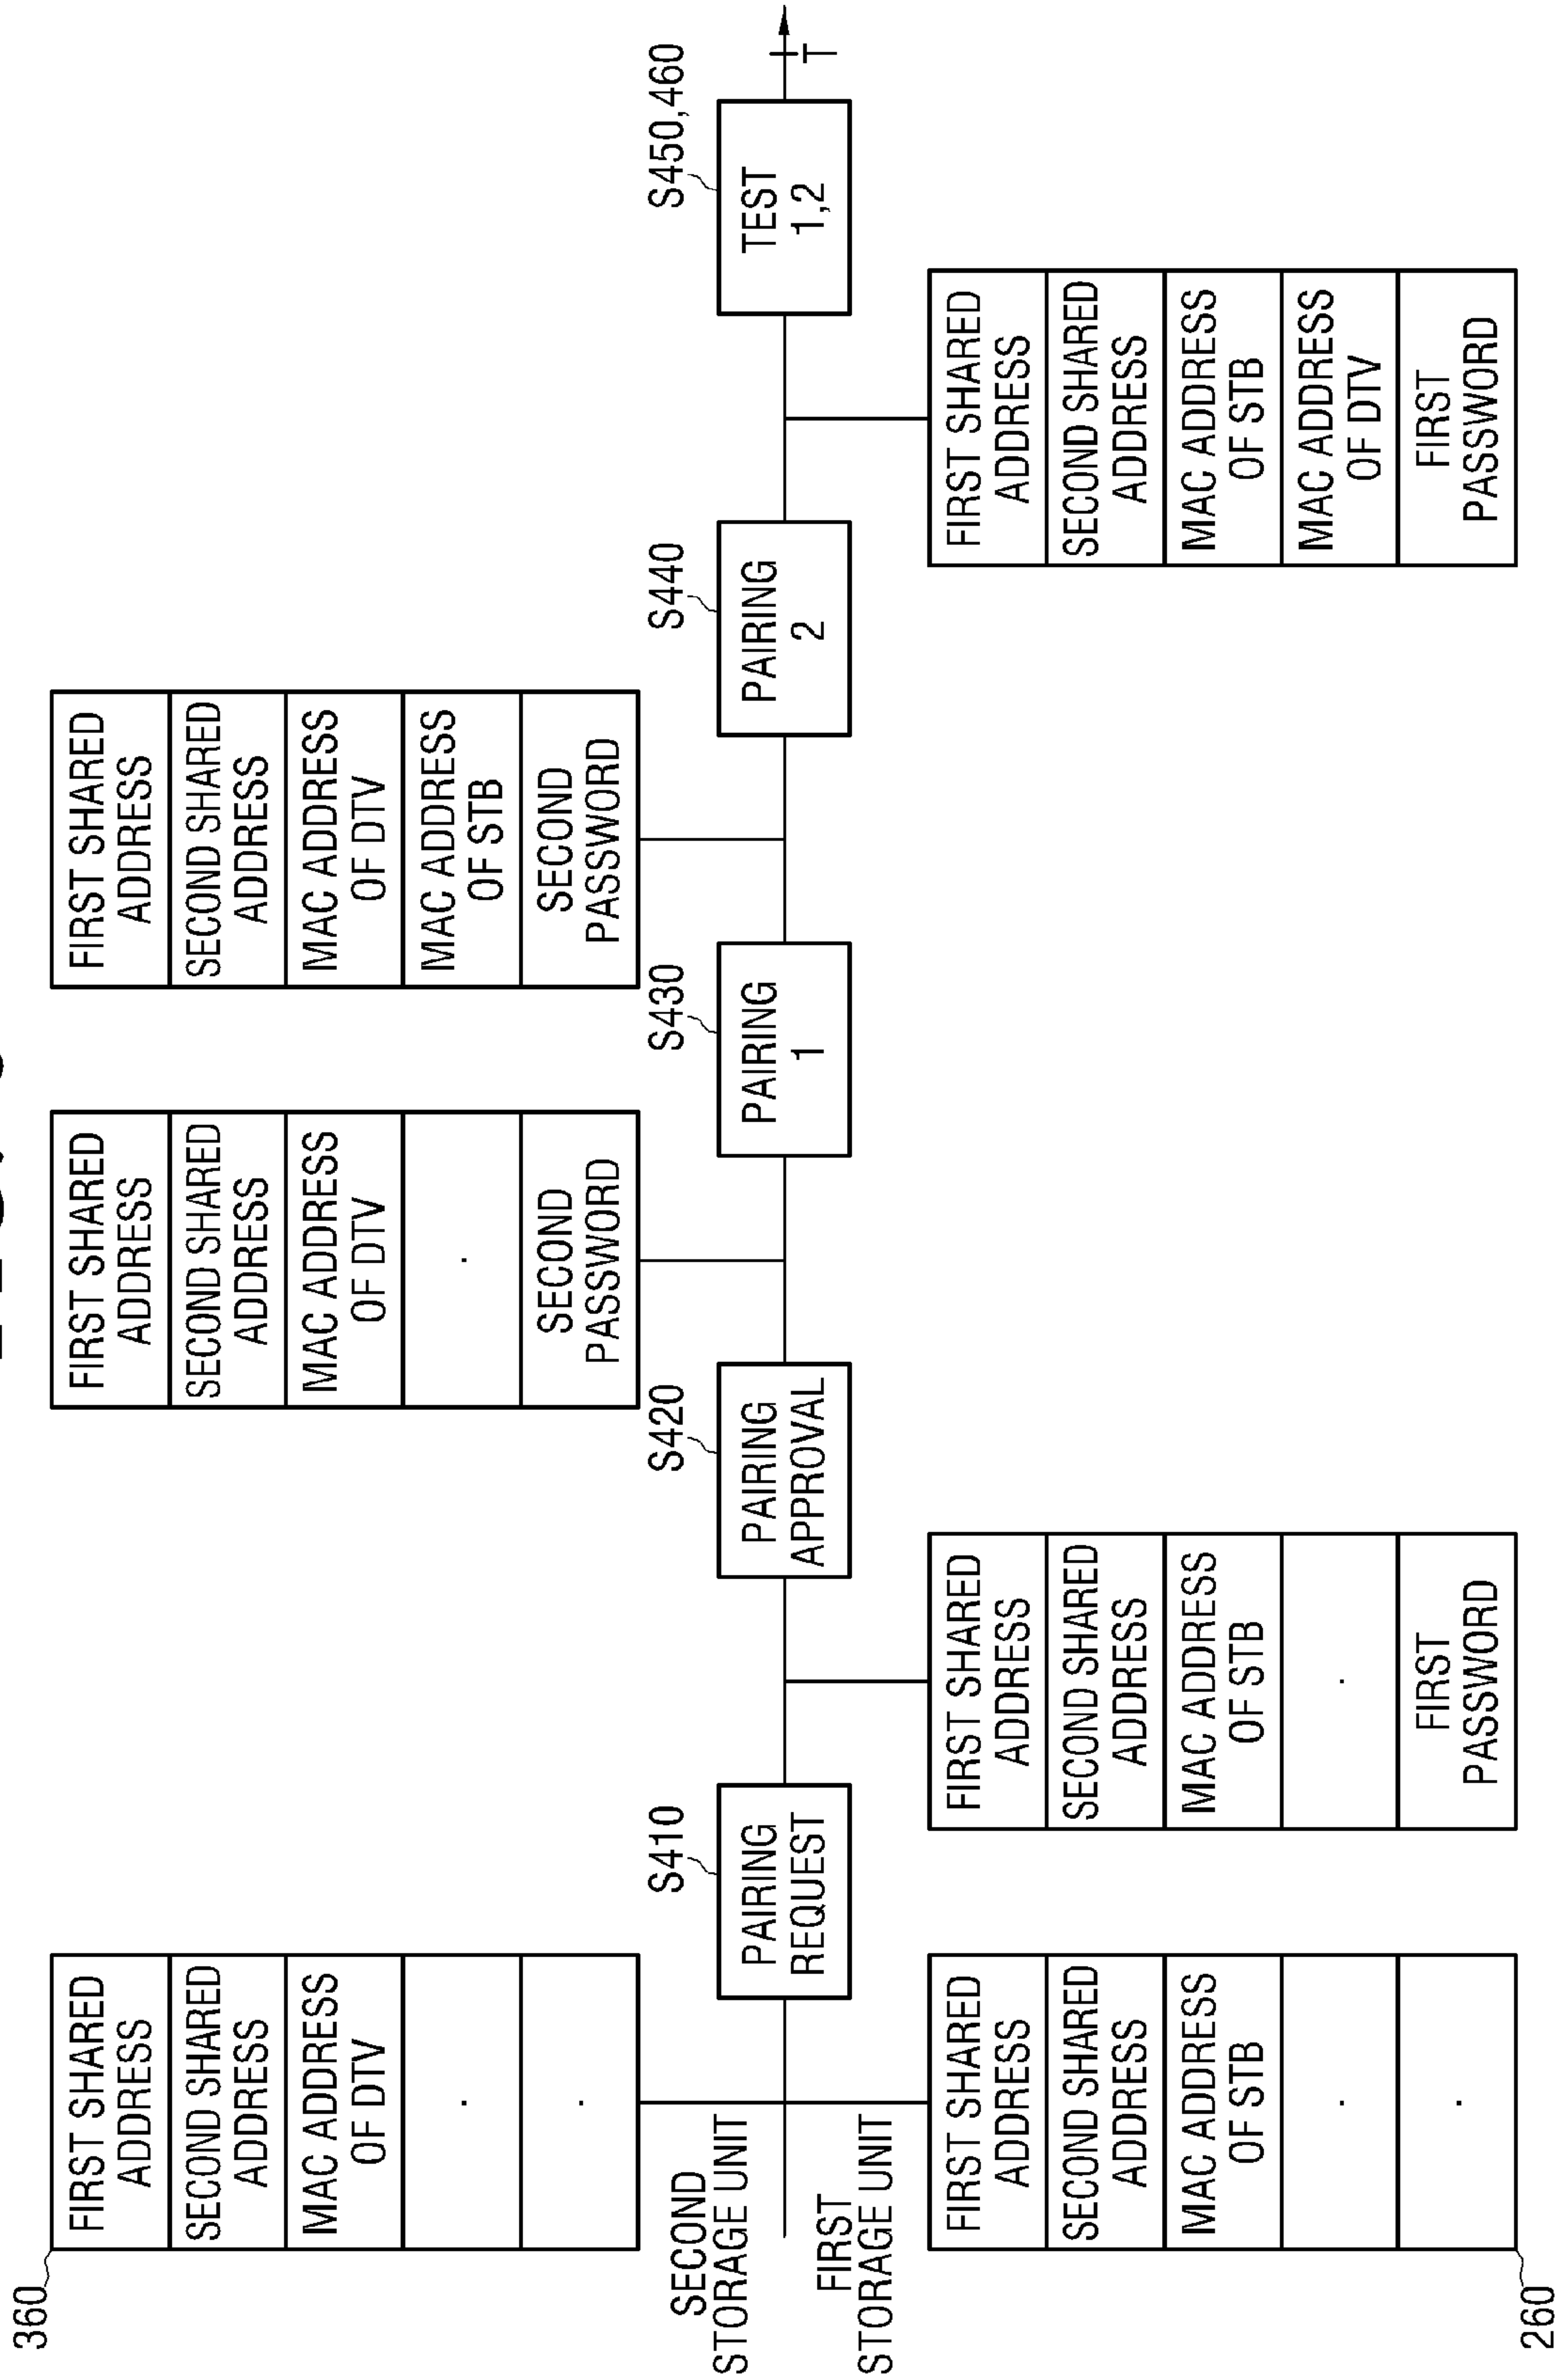 360
FIRST SHARED
ADDRESS
SECOND SHARED
ADDRESS
MAC ADDRESS
OF DTV
.
.
FIRST SHARED
ADDRESS
SECOND SHARED
ADDRESS
MAC ADDRESS
OF DTV
.
SECOND
PASSWORD
FIRST SHARED
ADDRESS
SECOND SHARED
ADDRESS
MAC ADDRESS
OF DTV
MAC ADDRESS
OF STB
SECOND
PASSWORD
SECOND
STORAGE UNIT
FIRST
STORAGE UNIT
S410
PAIRING
REQUEST
S420
PAIRING
APPROVAL
S430
PAIRING
1
S440
PAIRING
2
S450,460
TEST
1,2
T
FIRST SHARED
ADDRESS
SECOND SHARED
ADDRESS
MAC ADDRESS
OF STB
.
.
260
FIRST SHARED
ADDRESS
SECOND SHARED
ADDRESS
MAC ADDRESS
OF STB
.
FIRST
PASSWORD
FIRST SHARED
ADDRESS
SECOND SHARED
ADDRESS
MAC ADDRESS
OF STB
MAC ADDRESS
OF DTV
FIRST
PASSWORD